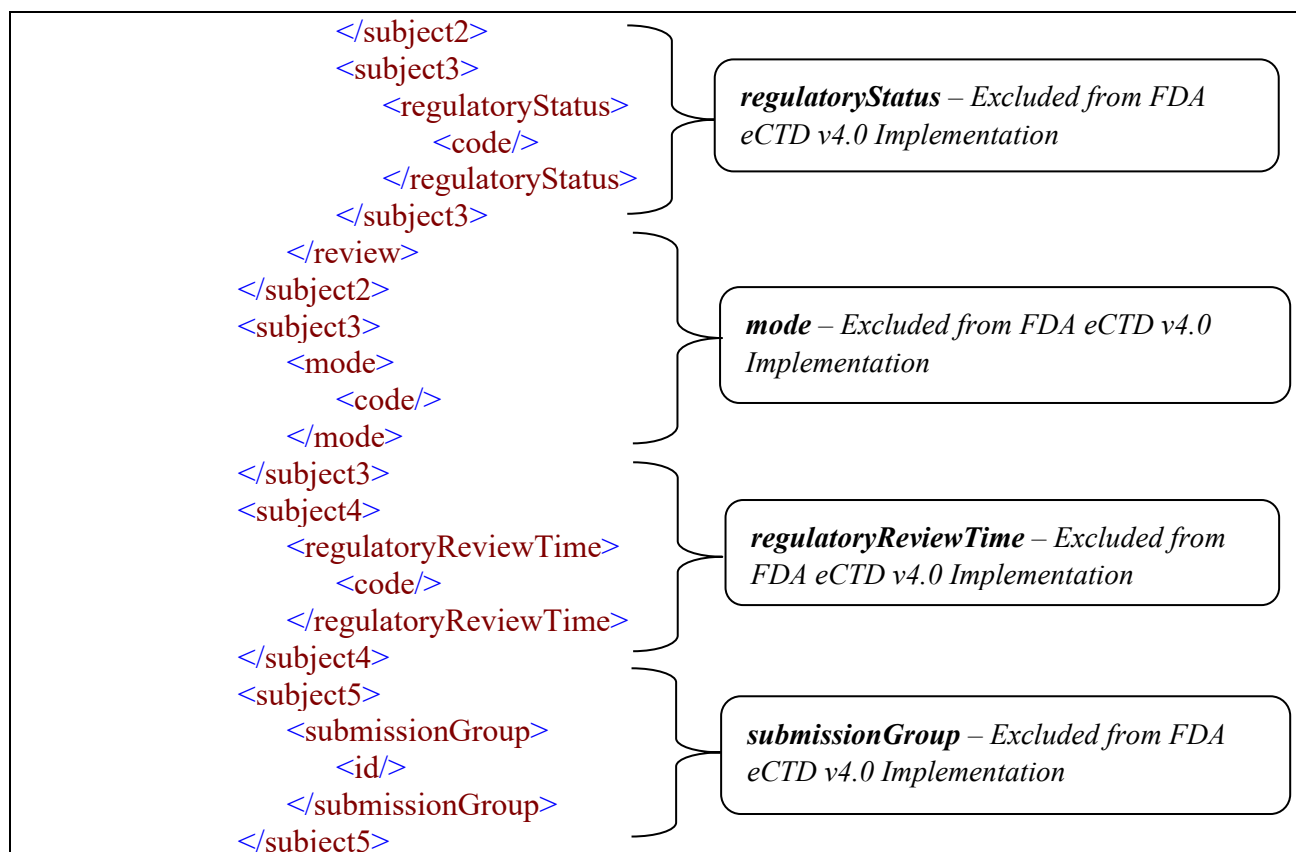 </subject2>
<subject3>
<regulatoryStatus>
<code/>
</regulatoryStatus>
</subject3>
</review>
</subject2>
<subject3>
<mode>
<code/>
</mode>
</subject3>
<subject4>
<regulatoryReviewTime>
<code/>
</regulatoryReviewTime>
</subject4>
<subject5>
<submissionGroup>
<id/>
</submissionGroup>
</subject5>
regulatoryStatus – Excluded from FDA
eCTD v4.0 Implementation
mode – Excluded from FDA eCTD v4.0
Implementation
regulatoryReviewTime – Excluded from
FDA eCTD v4.0 Implementation
submissionGroup – Excluded from FDA
eCTD v4.0 Implementation